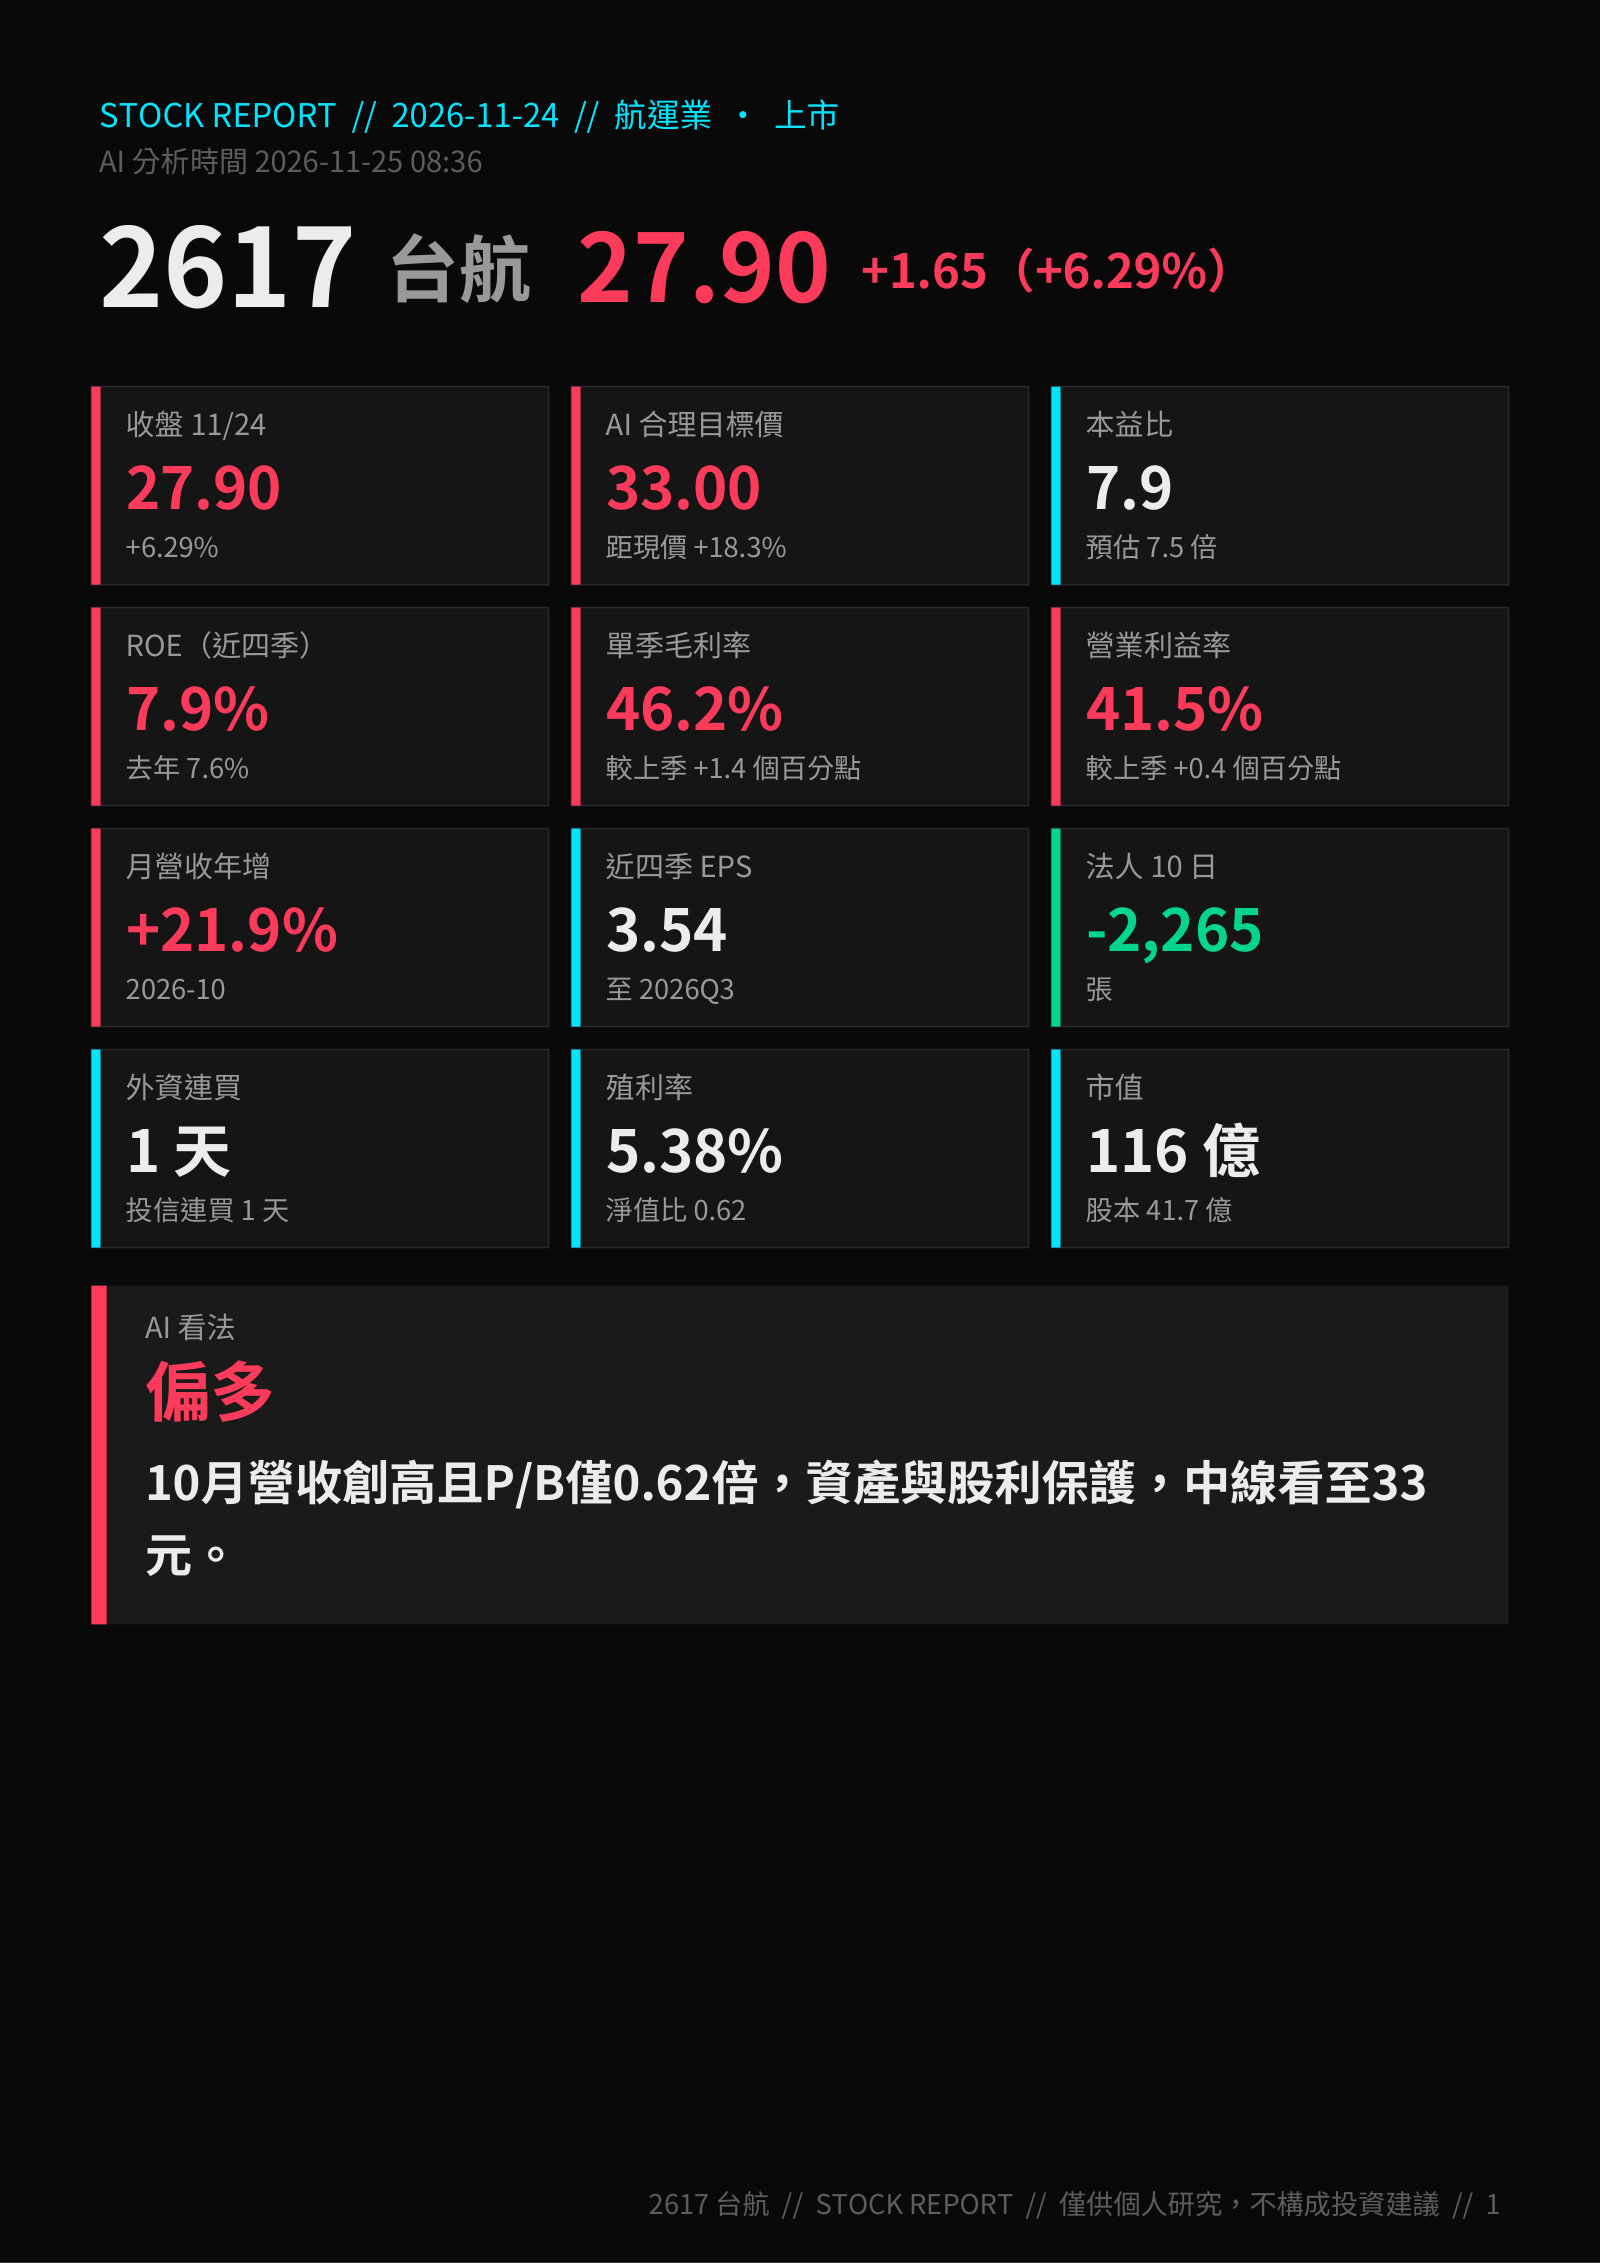 STOCK REPORT // 2026-11-24 // 航運業 ・ 上市
AI 分析時間 2026-11-25 08:36
2617 台航 27.90 +1.65（+6.29%）
收盤 11/24
27.90
+6.29%
AI 合理目標價
33.00
距現價 +18.3%
本益比
7.9
預估 7.5 倍
ROE（近四季）
7.9%
去年 7.6%
單季毛利率
46.2%
較上季 +1.4 個百分點
營業利益率
41.5%
較上季 +0.4 個百分點
月營收年增
+21.9%
2026-10
近四季 EPS
3.54
至 2026Q3
法人 10 日
-2,265
張
外資連買
1 天
投信連買 1 天
殖利率
5.38%
淨值比 0.62
市值
116 億
股本 41.7 億
AI 看法
偏多
10月營收創高且P/B僅0.62倍，資產與股利保護，中線看至33
元。
2617 台航 // STOCK REPORT // 僅供個人研究，不構成投資建議 // 1